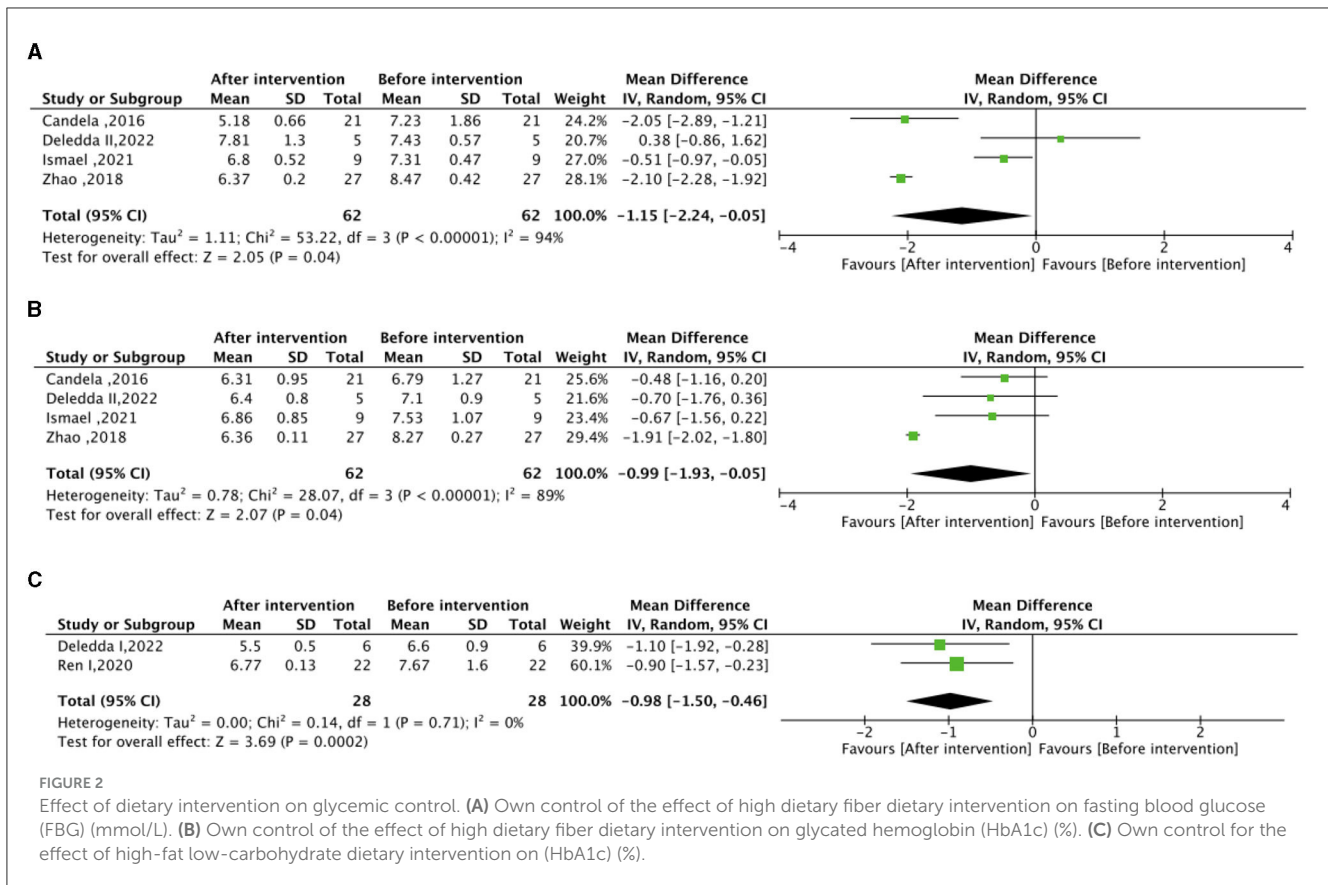 A
After intervention Before intervention Mean Difference Mean Difference
Study or Subgroup Mean SD Total Mean SD Total Weight IV, Random, 95% CI IV, Random, 95% CI
Candela ,2016 5.18 0.66 21 7.23 1.86 21 24.2% −2.05 [−2.89, −1.21]
Deledda II,2022 7.81 1.3 5 7.43 0.57 5 20.7% 0.38 [−0.86, 1.62]
Ismael ,2021 6.8 0.52 9 7.31 0.47 9 27.0% −0.51 [−0.97, −0.05]
Zhao ,2018 6.37 0.2 27 8.47 0.42 27 28.1% −2.10 [−2.28, −1.92]
Total (95% CI) 62 62 100.0% −1.15 [−2.24, −0.05]
Heterogeneity: Tau² = 1.11; Chi² = 53.22, df = 3 (P < 0.00001); I² = 94%
Test for overall effect: Z = 2.05 (P = 0.04)
−4 −2 0 2 4
Favours [After intervention] Favours [Before intervention]
B
After intervention Before intervention Mean Difference Mean Difference
Study or Subgroup Mean SD Total Mean SD Total Weight IV, Random, 95% CI IV, Random, 95% CI
Candela ,2016 6.31 0.95 21 6.79 1.27 21 25.6% −0.48 [−1.16, 0.20]
Deledda II,2022 6.4 0.8 5 7.1 0.9 5 21.6% −0.70 [−1.76, 0.36]
Ismael ,2021 6.86 0.85 9 7.53 1.07 9 23.4% −0.67 [−1.56, 0.22]
Zhao ,2018 6.36 0.11 27 8.27 0.27 27 29.4% −1.91 [−2.02, −1.80]
Total (95% CI) 62 62 100.0% −0.99 [−1.93, −0.05]
Heterogeneity: Tau² = 0.78; Chi² = 28.07, df = 3 (P < 0.00001); I² = 89%
Test for overall effect: Z = 2.07 (P = 0.04)
−4 −2 0 2 4
Favours [After intervention] Favours [Before intervention]
C
After intervention Before intervention Mean Difference Mean Difference
Study or Subgroup Mean SD Total Mean SD Total Weight IV, Random, 95% CI IV, Random, 95% CI
Deledda I,2022 5.5 0.5 6 6.6 0.9 6 39.9% −1.10 [−1.92, −0.28]
Ren I,2020 6.77 0.13 22 7.67 1.6 22 60.1% −0.90 [−1.57, −0.23]
Total (95% CI) 28 28 100.0% −0.98 [−1.50, −0.46]
Heterogeneity: Tau² = 0.00; Chi² = 0.14, df = 1 (P = 0.71); I² = 0%
Test for overall effect: Z = 3.69 (P = 0.0002)
−2 −1 0 1 2
Favours [After intervention] Favours [Before intervention]
FIGURE 2
Effect of dietary intervention on glycemic control. (A) Own control of the effect of high dietary fiber dietary intervention on fasting blood glucose
(FBG) (mmol/L). (B) Own control of the effect of high dietary fiber dietary intervention on glycated hemoglobin (HbA1c) (%). (C) Own control for the
effect of high-fat low-carbohydrate dietary intervention on (HbA1c) (%).